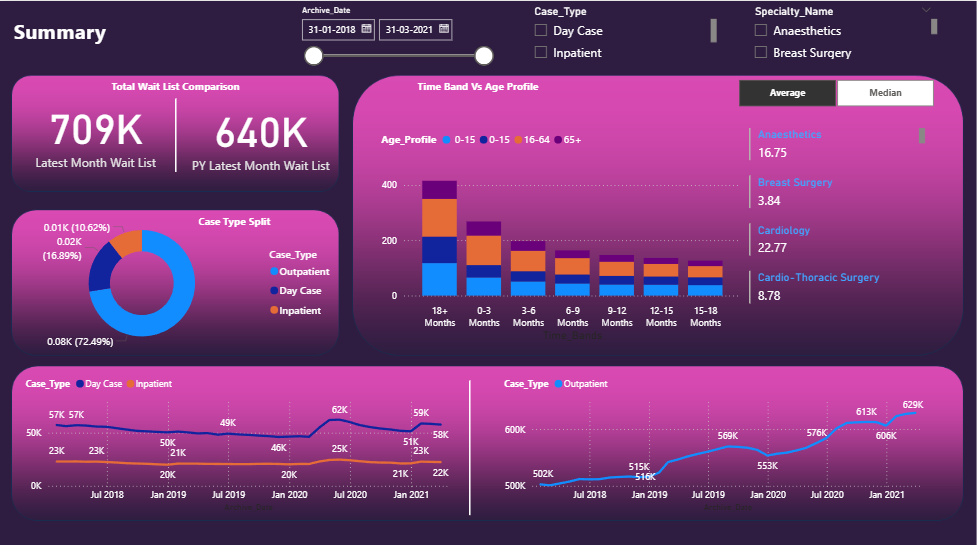 Summary
Archive_Date
31-01-2018
31-03-2021
Case_Type
Day Case
Inpatient
Specialty_Name
Anaesthetics
Breast Surgery
Total Wait List Comparison
709K
Latest Month Wait List
640K
PY Latest Month Wait List
Time Band Vs Age Profile
Average
Median
Age_Profile 0-15 0-15 16-64 65+
400
200
0
18+ Months
0-3 Months
3-6 Months
6-9 Months
9-12 Months
12-15 Months
15-18 Months
Anaesthetics
16.75
Breast Surgery
3.84
Cardiology
22.77
Cardio-Thoracic Surgery
8.78
Case Type Split
0.01K (10.62%)
0.02K
(16.89%)
0.08K (72.49%)
Case_Type
Outpatient
Day Case
Inpatient
Case_Type Day Case Inpatient
57K 57K
49K
62K
59K
50K
50K
46K
51K
58K
23K
23K
21K
20K
20K
25K
21K
23K
22K
0K
Jul 2018 Jan 2019 Jul 2019 Jan 2020 Jul 2020 Jan 2021
Case_Type Outpatient
600K
500K
502K
515K
516K
569K
553K
576K
613K
606K
629K
Jul 2018 Jan 2019 Jul 2019 Jan 2020 Jul 2020 Jan 2021